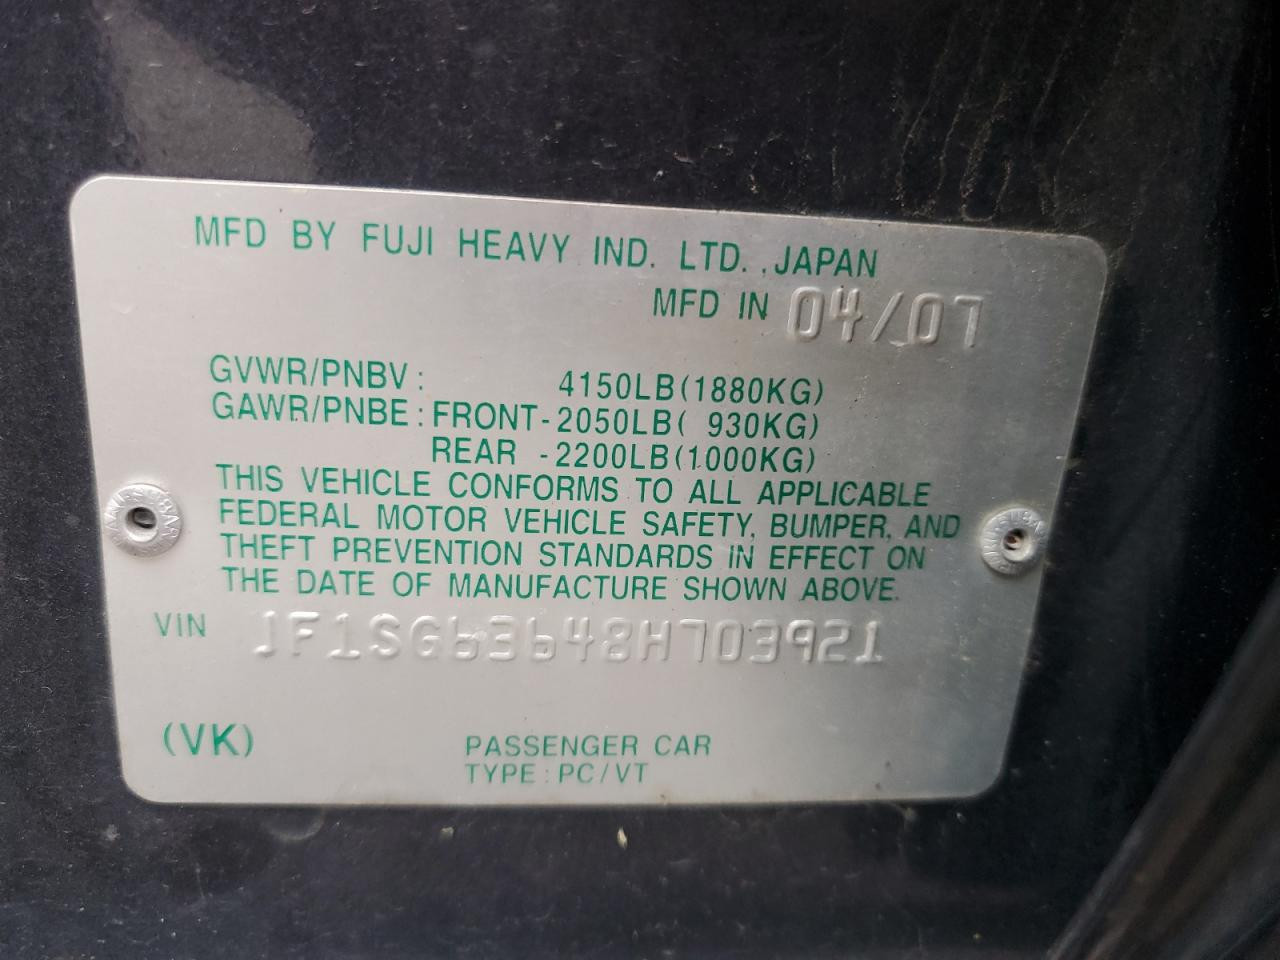 MFD BY FUJI HEAVY IND. LTD. , JAPAN
MFD IN 04/07
GVWR/PNBV : 4150LB(1880KG)
GAWR/PNBE : FRONT-2050LB( 930KG)
REAR -2200LB(1000KG)
THIS VEHICLE CONFORMS TO ALL APPLICABLE
FEDERAL MOTOR VEHICLE SAFETY, BUMPER, AND
THEFT PREVENTION STANDARDS IN EFFECT ON
THE DATE OF MANUFACTURE SHOWN ABOVE.
VIN JF1SG63648H703921
(VK) PASSENGER CAR
TYPE : PC/VT